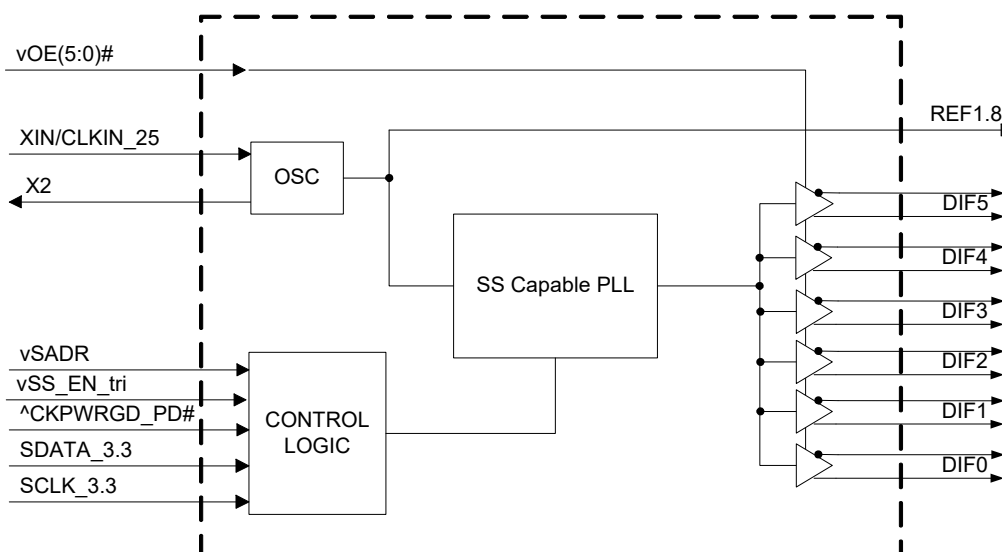 vOE(5:0)#
REF1.8
XIN/CLKIN_25
OSC
X2
DIF5
DIF4
SS Capable PLL
DIF3
vSADR
DIF2
vSS_EN_tri
^CKPWRGD_PD#
CONTROL
LOGIC
DIF1
SDATA_3.3
DIF0
SCLK_3.3